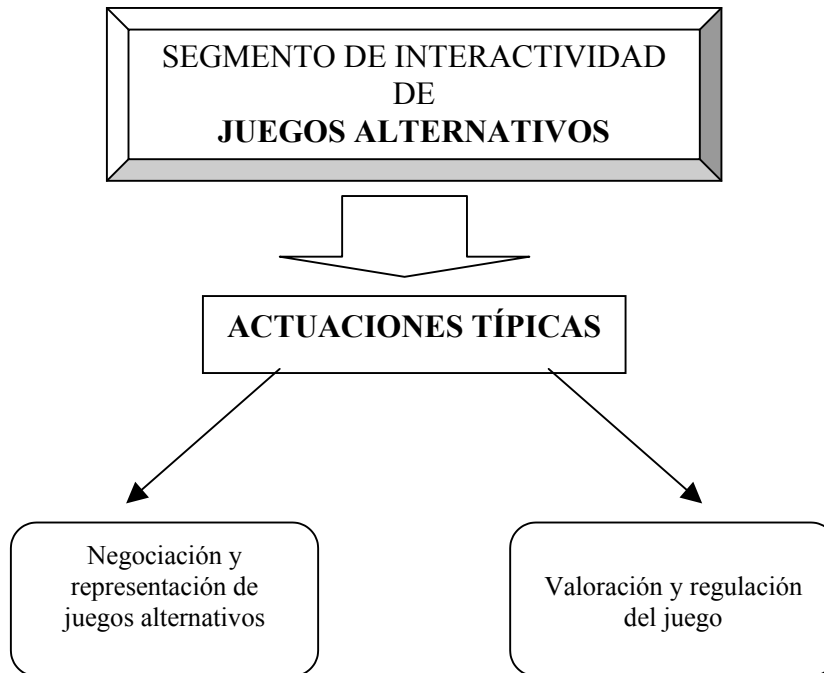 SEGMENTO DE INTERACTIVIDAD
DE
JUEGOS ALTERNATIVOS
ACTUACIONES TÍPICAS
Negociación y
representación de
juegos alternativos
Valoración y regulación
del juego